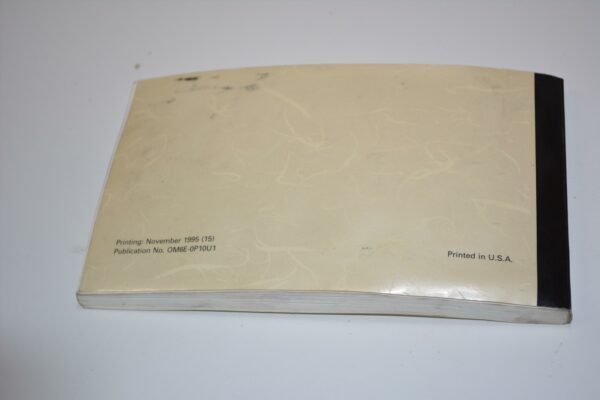 Printing: November 1995 (15)
Publication No. OM8E-0P10U1
Printed in U.S.A.